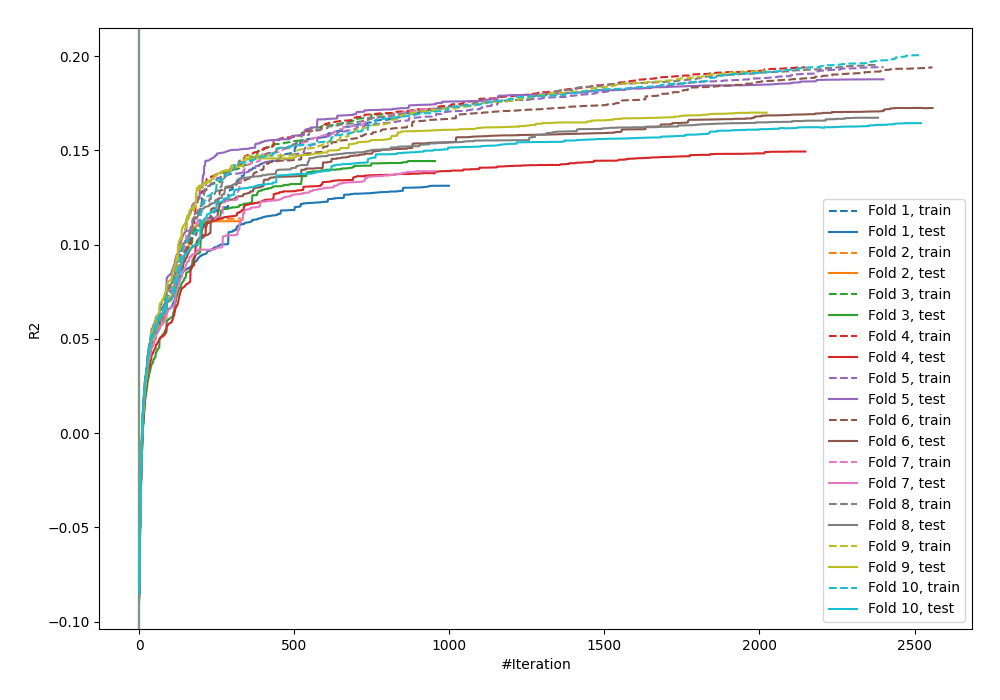 0.20
0.15
0.10
0.05
0.00
−0.05
−0.10
R2
0
500
1000
1500
2000
2500
#Iteration
Fold 1, train
Fold 1, test
Fold 2, train
Fold 2, test
Fold 3, train
Fold 3, test
Fold 4, train
Fold 4, test
Fold 5, train
Fold 5, test
Fold 6, train
Fold 6, test
Fold 7, train
Fold 7, test
Fold 8, train
Fold 8, test
Fold 9, train
Fold 9, test
Fold 10, train
Fold 10, test